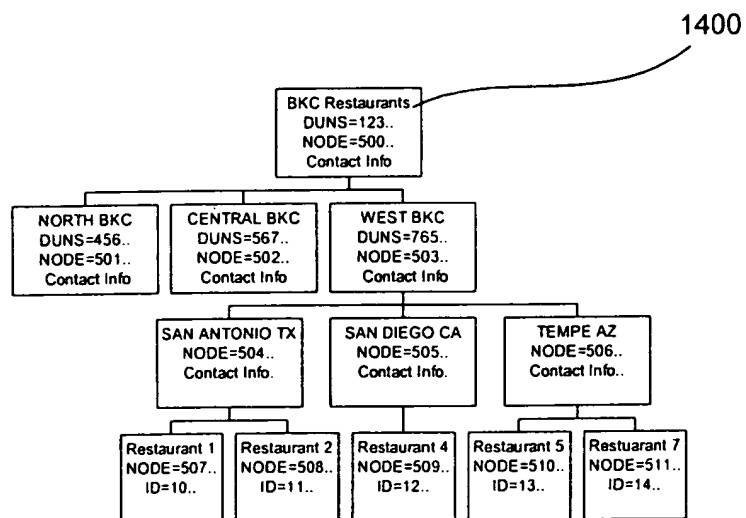 1400
BKC Restaurants
DUNS=123..
NODE=500..
Contact Info
NORTH BKC
DUNS=456..
NODE=501..
Contact Info
CENTRAL BKC
DUNS=567..
NODE=502..
Contact Info
WEST BKC
DUNS=765..
NODE=503..
Contact Info
SAN ANTONIO TX
NODE=504..
Contact Info.
SAN DIEGO CA
NODE=505..
Contact Info.
TEMPE AZ
NODE=506..
Contact Info..
Restaurant 1
NODE=507..
ID=10..
Restaurant 2
NODE=508..
ID=11..
Restaurant 4
NODE=509..
ID=12..
Restaurant 5
NODE=510..
ID=13..
Restuarant 7
NODE=511..
ID=14..